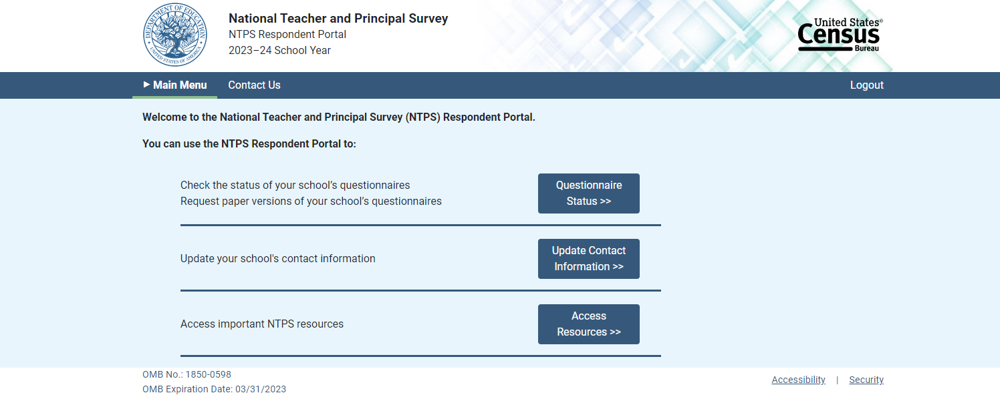 DEPARTMENT OF EDUCATION
UNITED STATES OF AMERICA
National Teacher and Principal Survey
NTPS Respondent Portal
2023–24 School Year
United States®
Census
Bureau
► Main Menu
Contact Us
Logout
Welcome to the National Teacher and Principal Survey (NTPS) Respondent Portal.
You can use the NTPS Respondent Portal to:
Check the status of your school’s questionnaires
Request paper versions of your school’s questionnaires
Questionnaire
Status >>
Update your school's contact information
Update Contact
Information >>
Access important NTPS resources
Access
Resources >>
OMB No.: 1850-0598
OMB Expiration Date: 03/31/2023
Accessibility | Security